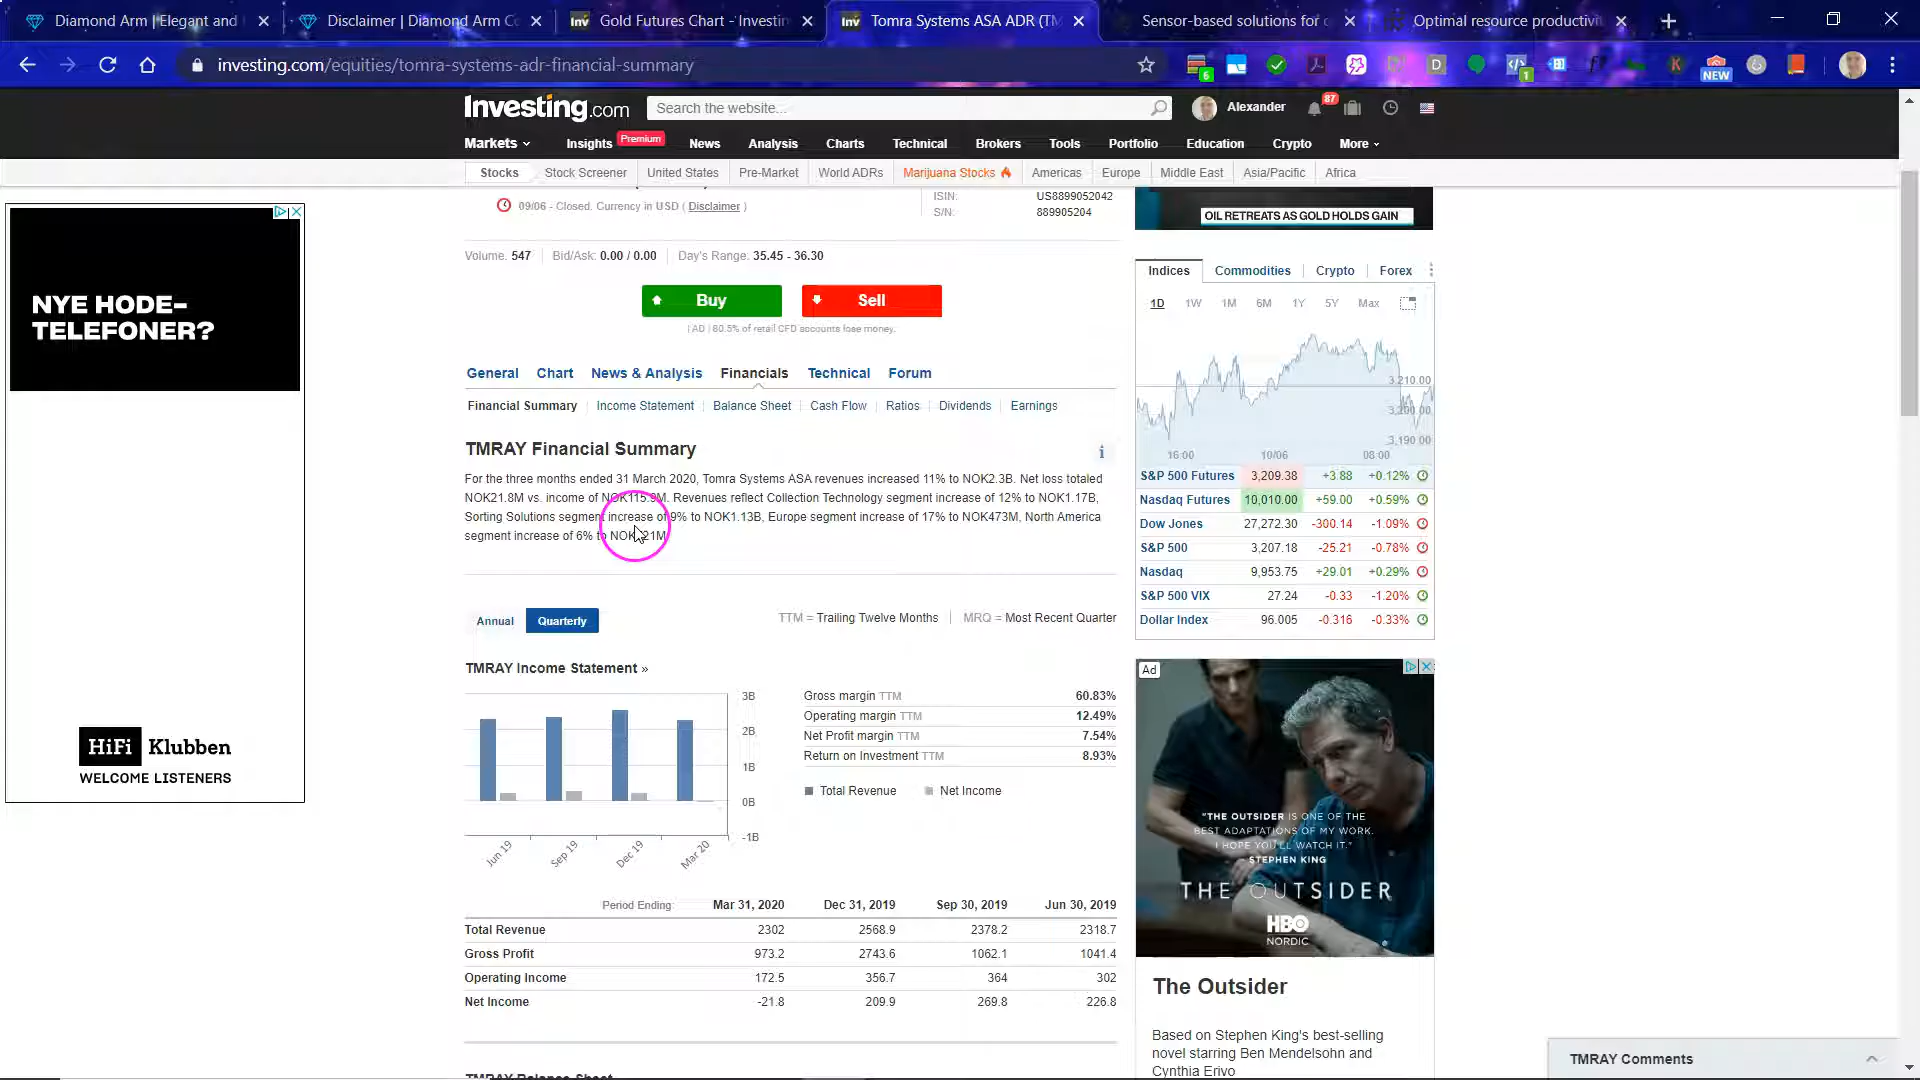 Diamond Arm | Elegant and
Disclaimer | Diamond Arm Co
Gold Futures Chart - Investin
Tomra Systems ASA ADR (TM
Sensor-based solutions for c
Optimal resource productivi
investing.com/equities/tomra-systems-adr-financial-summary
Investing.com
Search the website...
Alexander
87
Markets
Insights
Premium
News
Analysis
Charts
Technical
Brokers
Tools
Portfolio
Education
Crypto
More
Stocks
Stock Screener
United States
Pre-Market
World ADRs
Marijuana Stocks
Americas
Europe
Middle East
Asia/Pacific
Africa
09/06 - Closed. Currency in USD ( Disclaimer )
ISIN: US8899052042
S/N: 889905204
OIL RETREATS AS GOLD HOLDS GAIN
NYE HODE-
TELEFONER?
HiFi Klubben
WELCOME LISTENERS
Volume: 547 Bid/Ask: 0.00 / 0.00 Day's Range: 35.45 - 36.30
Buy
Sell
| AD | 80.5% of retail CFD accounts lose money.
General Chart News & Analysis Financials Technical Forum
Financial Summary Income Statement Balance Sheet Cash Flow Ratios Dividends Earnings
TMRAY Financial Summary
For the three months ended 31 March 2020, Tomra Systems ASA revenues increased 11% to NOK2.3B. Net loss totaled
NOK21.8M vs. income of NOK115.9M. Revenues reflect Collection Technology segment increase of 12% to NOK1.17B,
Sorting Solutions segment increase of 9% to NOK1.13B, Europe segment increase of 17% to NOK473M, North America
segment increase of 6% to
Annual Quarterly
TTM = Trailing Twelve Months MRQ = Most Recent Quarter
TMRAY Income Statement »
3B
2B
1B
0B
-1B
Jun 19 Sep 19 Dec 19 Mar 20
Gross margin TTM 60.83%
Operating margin TTM 12.49%
Net Profit margin TTM 7.54%
Return on Investment TTM 8.93%
Total Revenue Net Income
Period Ending: Mar 31, 2020 Dec 31, 2019 Sep 30, 2019 Jun 30, 2019
Total Revenue 2302 2568.9 2378.2 2318.7
Gross Profit 973.2 2743.6 1062.1 1041.4
Operating Income 172.5 356.7 364 302
Net Income -21.8 209.9 269.8 226.8
TMRAY Balance Sheet
Indices Commodities Crypto Forex
1D 1W 1M 6M 1Y 5Y Max
3,210.00
3,200.00
3,190.00
16:00 10/06 08:00
S&P 500 Futures 3,209.38 +3.88 +0.12%
Nasdaq Futures 10,010.00 +59.00 +0.59%
Dow Jones 27,272.30 -300.14 -1.09%
S&P 500 3,207.18 -25.21 -0.78%
Nasdaq 9,953.75 +29.01 +0.29%
S&P 500 VIX 27.24 -0.33 -1.20%
Dollar Index 96.005 -0.316 -0.33%
Ad
"THE OUTSIDER IS ONE OF THE
BEST ADAPTATIONS OF MY WORK.
I HOPE YOU'LL WATCH IT."
STEPHEN KING
THE OUTSIDER
HBO
NORDIC
The Outsider
Based on Stephen King's best-selling
novel starring Ben Mendelsohn and
Cynthia Erivo
TMRAY Comments